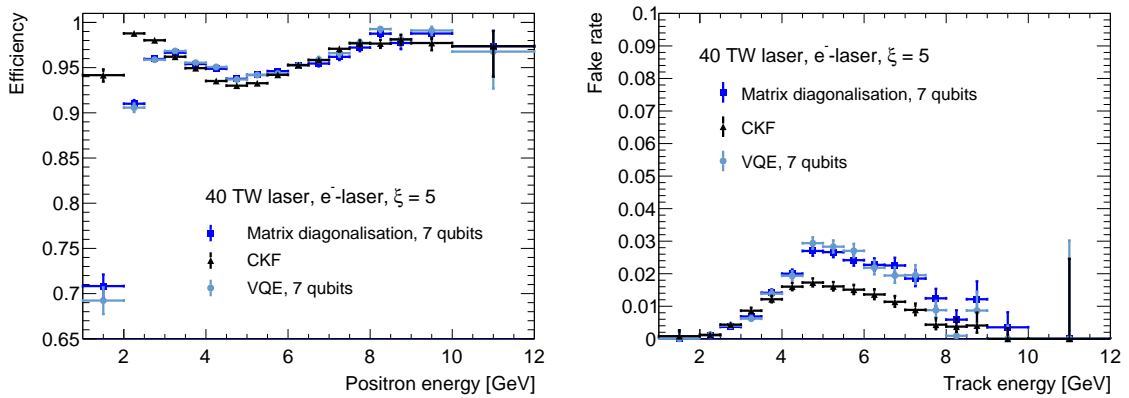 Efficiency
1
0.95
0.9
0.85
0.8
0.75
0.7
0.65
40 TW laser, e⁻-laser, ξ = 5
Matrix diagonalisation, 7 qubits
CKF
VQE, 7 qubits
2 4 6 8 10 12
Positron energy [GeV]
Fake rate
0.1
0.09
0.08
0.07
0.06
0.05
0.04
0.03
0.02
0.01
0
40 TW laser, e⁻-laser, ξ = 5
Matrix diagonalisation, 7 qubits
CKF
VQE, 7 qubits
2 4 6 8 10 12
Track energy [GeV]